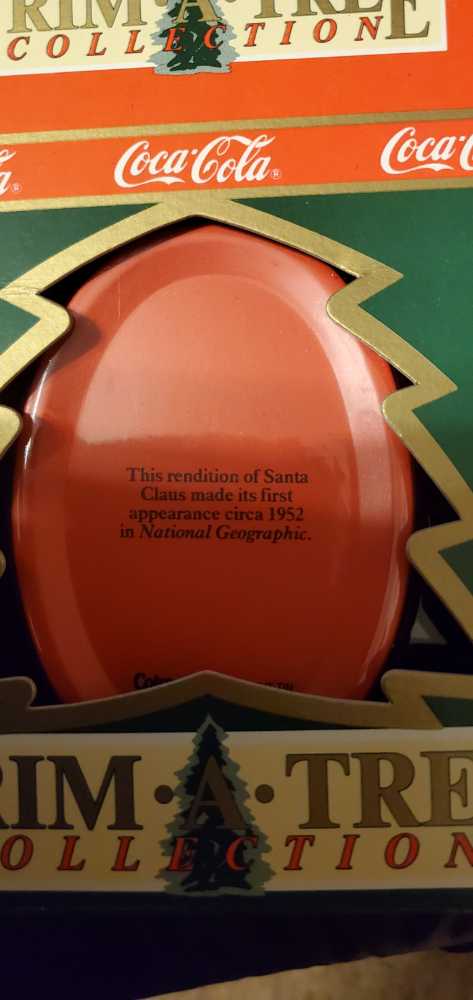 RIM·A·TREE
COLLECTION
Coca-Cola® Coca-C
This rendition of Santa
Claus made its first
appearance circa 1952
in National Geographic.
RIM·A·TRE
OLLECTION